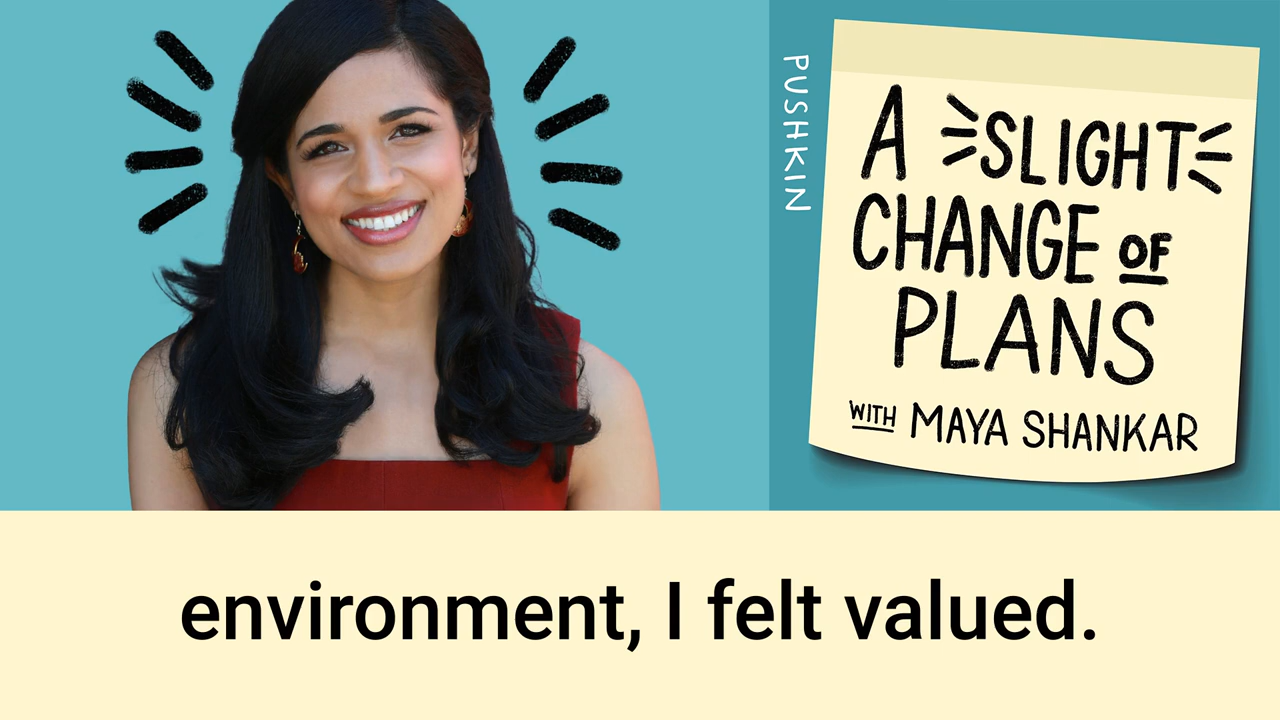 PUSHKIN
A SLIGHT
CHANGE OF
PLANS
WITH MAYA SHANKAR
environment, I felt valued.